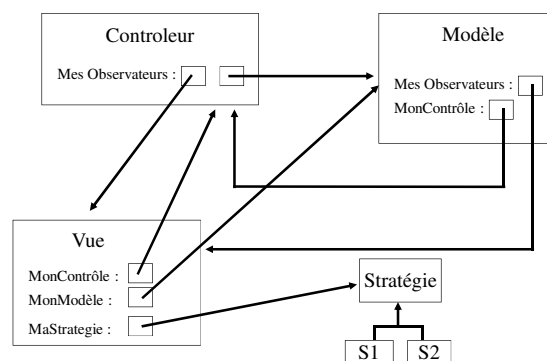 Controleur
Mes Observateurs :
Modèle
Mes Observateurs :
MonContrôle :
Vue
MonContrôle :
MonModèle :
MaStrategie :
Stratégie
S1
S2